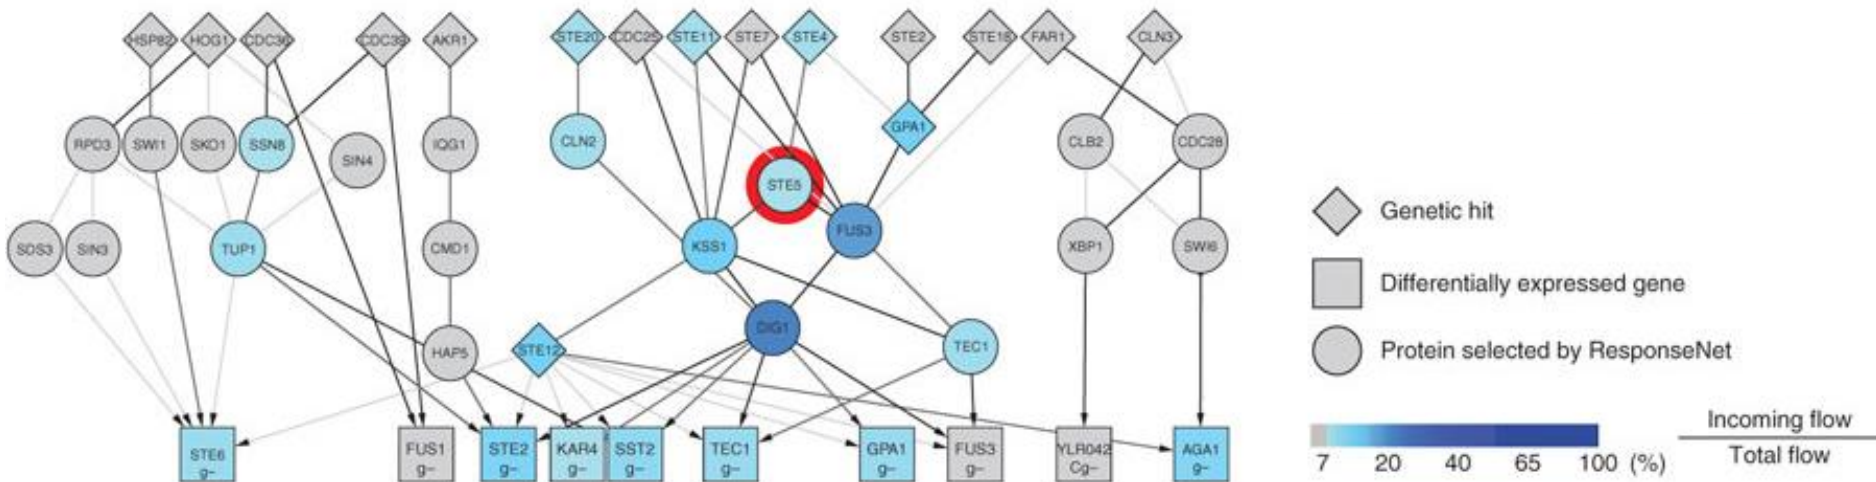 HSP82 HOG1 CDC36 CDC39 AKR1 STE20 CDC25 STE11 STE7 STE4 STE2 STE18 FAR1 CLN3
GPA1
RPD3 SWI1 SKO1 SSN8 SIN4 IQG1 CLN2 CLB2 CDC28
STE5
SDS3 SIN3 TUP1 CMD1 KSS1 FUS3 XBP1 SWI6
DIG1
HAP5 STE12 TEC1
STE6 g–
FUS1 g–
STE2 g–
KAR4 g–
SST2 g–
TEC1 g–
GPA1 g–
FUS3 g–
YLR042
Cg–
AGA1 g–
Genetic hit
Differentially expressed gene
Protein selected by ResponseNet
Incoming flow
Total flow
7 20 40 65 100 (%)